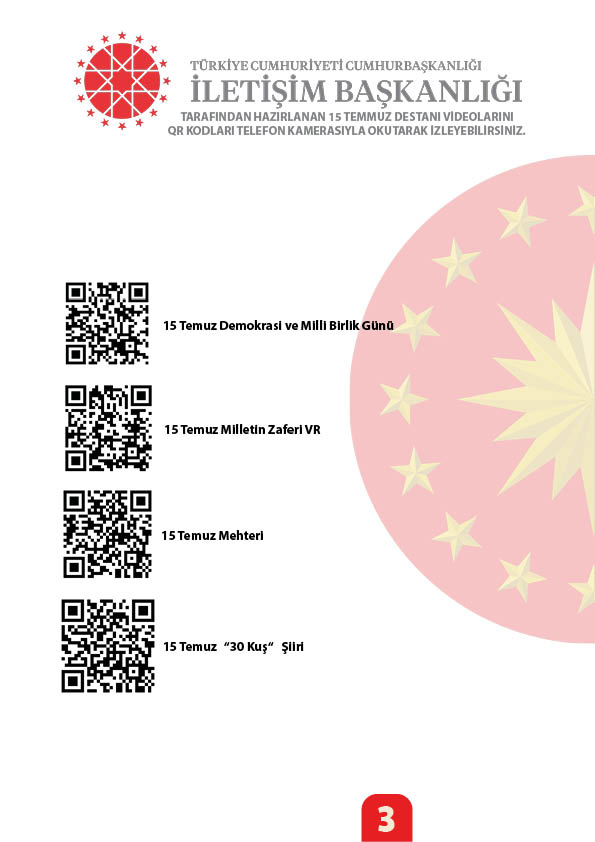 TÜRKİYE CUMHURİYETİ CUMHURBAŞKANLIĞI
İLETİŞİM BAŞKANLIĞI
TARAFINDAN HAZIRLANAN 15 TEMMUZ DESTANI VİDEOLARINI
QR KODLARI TELEFON KAMERASIYLA OKUTARAK İZLEYEBİLİRSİNİZ.
15 Temuz Demokrasi ve Milli Birlik Günü
15 Temuz Milletin Zaferi VR
15 Temuz Mehteri
15 Temuz “30 Kuş“ Şiiri
3